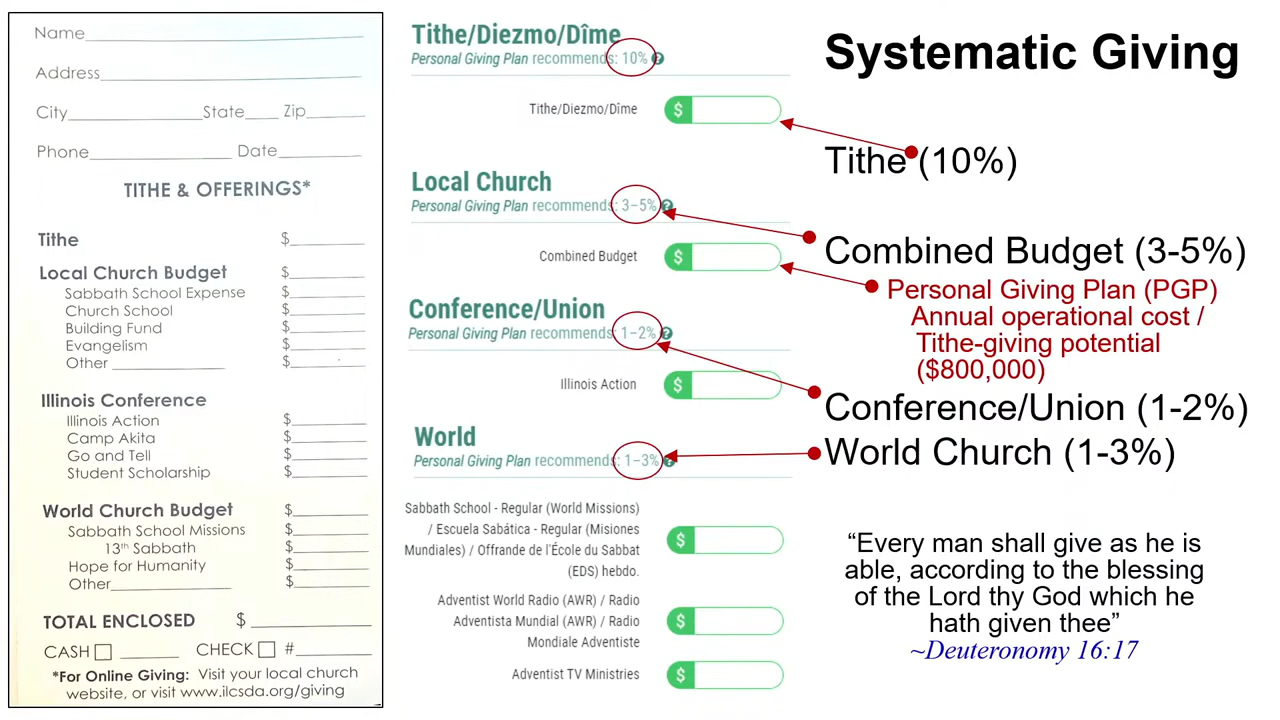 Name
Address
City State Zip
Phone Date
TITHE & OFFERINGS*
Tithe $
Local Church Budget $
Sabbath School Expense $
Church School $
Building Fund $
Evangelism $
Other $
Illinois Conference
Illinois Action $
Camp Akita $
Go and Tell $
Student Scholarship $
World Church Budget $
Sabbath School Missions $
13th Sabbath $
Hope for Humanity $
Other $
TOTAL ENCLOSED $
CASH CHECK #
*For Online Giving: Visit your local church
website, or visit www.ilcsda.org/giving
Tithe/Diezmo/Dîme
Personal Giving Plan recommends: 10% ?
Tithe/Diezmo/Dîme $
Local Church
Personal Giving Plan recommends: 3–5% ?
Combined Budget $
Conference/Union
Personal Giving Plan recommends: 1–2% ?
Illinois Action $
World
Personal Giving Plan recommends: 1–3% ?
Sabbath School - Regular (World Missions)
/ Escuela Sabática - Regular (Misiones
Mundiales) / Offrande de l'École du Sabbat
(EDS) hebdo.
$
Adventist World Radio (AWR) / Radio
Adventista Mundial (AWR) / Radio
Mondiale Adventiste
$
Adventist TV Ministries $
Systematic Giving
Tithe (10%)
Combined Budget (3-5%)
Personal Giving Plan (PGP)
Annual operational cost /
Tithe-giving potential
($800,000)
Conference/Union (1-2%)
World Church (1-3%)
“Every man shall give as he is
able, according to the blessing
of the Lord thy God which he
hath given thee”
~Deuteronomy 16:17